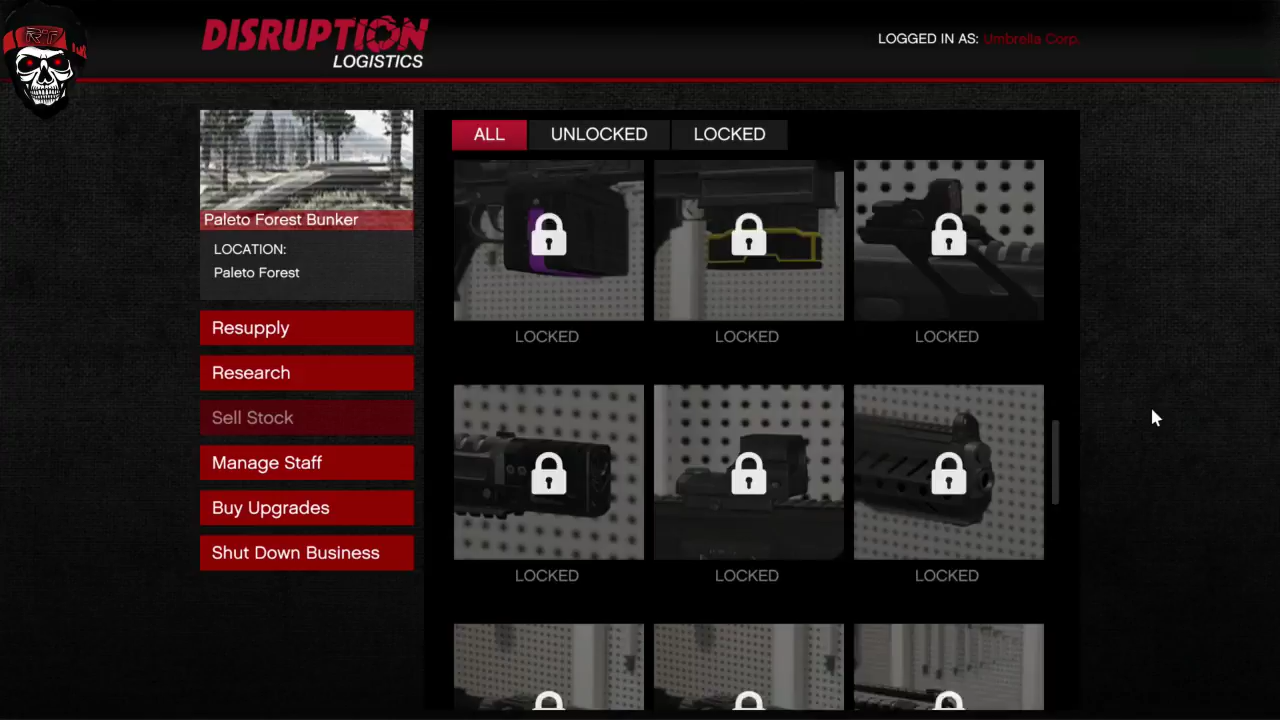 RTF
DISRUPTION
LOGISTICS
LOGGED IN AS: Umbrella Corp.
ALL
UNLOCKED
LOCKED
Paleto Forest Bunker
LOCATION:
Paleto Forest
Resupply
Research
Sell Stock
Manage Staff
Buy Upgrades
Shut Down Business
LOCKED
LOCKED
LOCKED
LOCKED
LOCKED
LOCKED